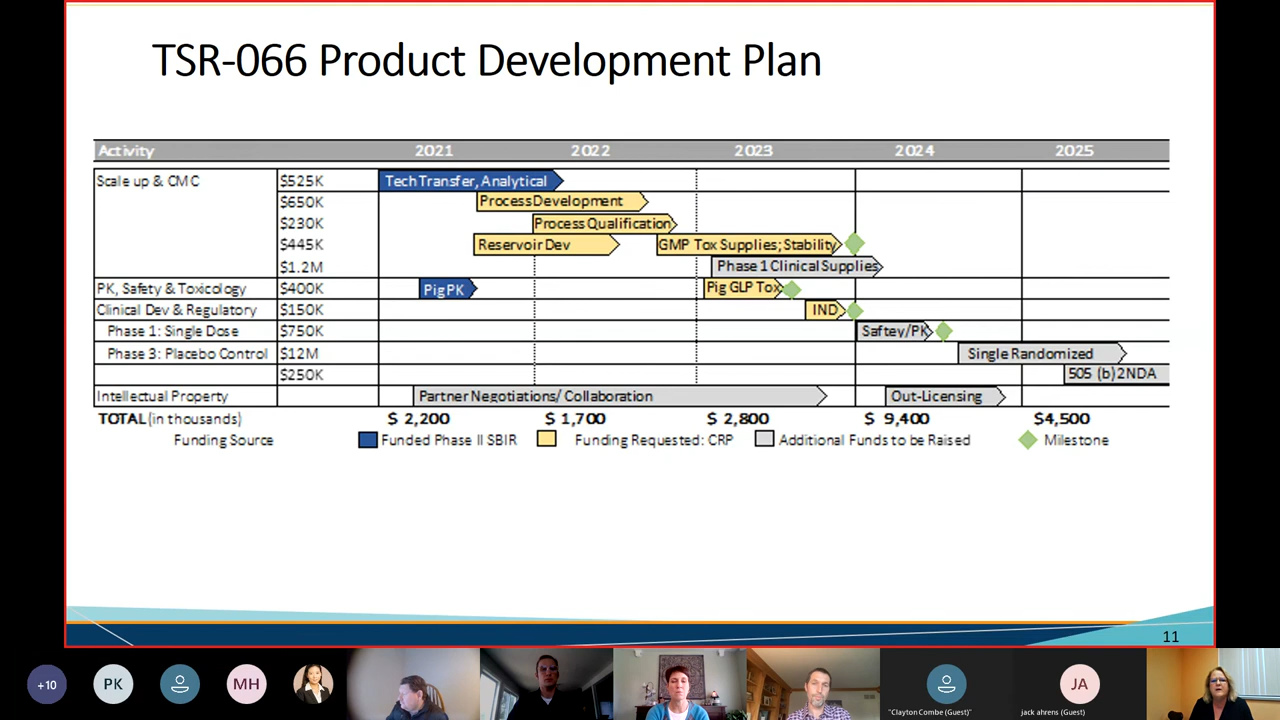 TSR-066 Product Development Plan
Activity 2021 2022 2023 2024 2025
Scale up & CMC $525K Tech Transfer, Analytical
$650K Process Development
$230K Process Qualification
$445K Reservoir Dev GMP Tox Supplies; Stability
$1.2M Phase 1 Clinical Supplies
PK, Safety & Toxicology $400K Pig PK Pig GLP Tox
Clinical Dev & Regulatory $150K IND
Phase 1: Single Dose $750K Saftey/PK
Phase 3: Placebo Control $12M Single Randomized
$250K 505 (b)2NDA
Intellectual Property Partner Negotiations/ Collaboration Out-Licensing
TOTAL (in thousands) $ 2,200 $ 1,700 $ 2,800 $ 9,400 $4,500
Funding Source Funded Phase II SBIR Funding Requested: CRP Additional Funds to be Raised Milestone
11
+10 PK MH JA
"Clayton Combe (Guest)" jack ahrens (Guest)